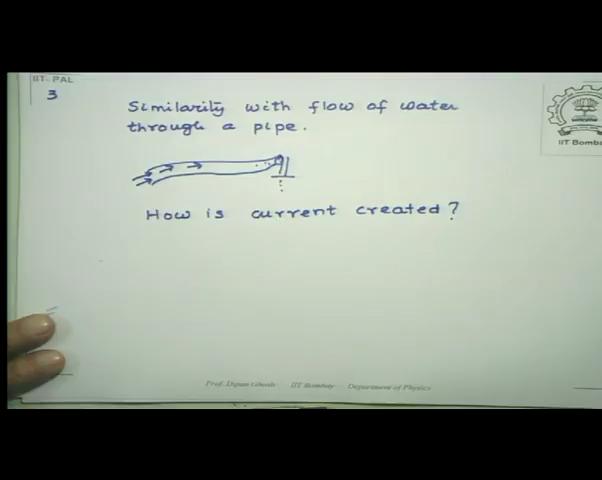 IIT- PAL
3
Similarity with flow of water
through a pipe.
IIT Bomba
How is current created?
Prof. Dipan Ghosh IIT Bombay Department of Physics